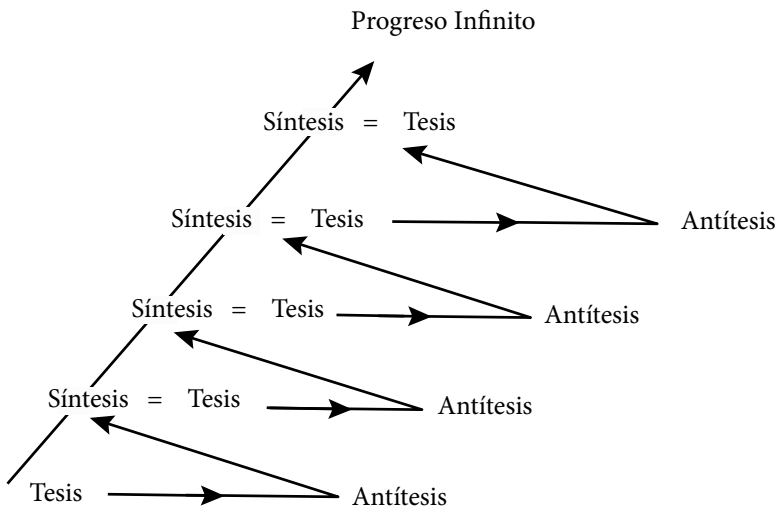 Progreso Infinito
Síntesis = Tesis
Síntesis = Tesis Antítesis
Síntesis = Tesis Antítesis
Síntesis = Tesis Antítesis
Tesis Antítesis